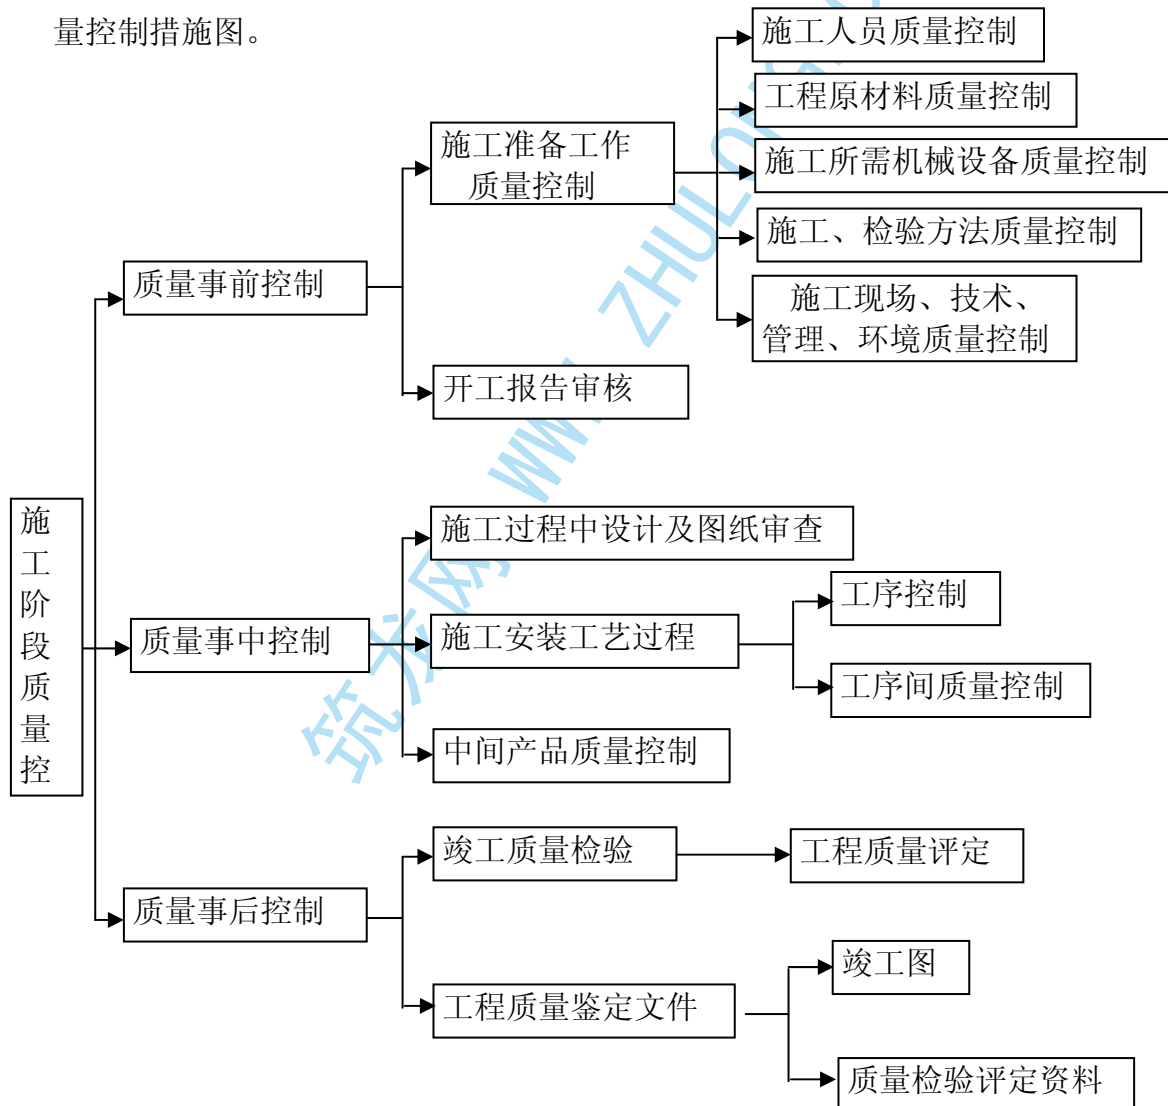 量控制措施图。
施工人员质量控制
工程原材料质量控制
施工准备工作
质量控制
施工所需机械设备质量控制
施工、检验方法质量控制
质量事前控制
施工现场、技术、
管理、环境质量控制
开工报告审核
施
工
阶
段
质
量
控
施工过程中设计及图纸审查
工序控制
质量事中控制
施工安装工艺过程
工序间质量控制
中间产品质量控制
竣工质量检验
工程质量评定
质量事后控制
竣工图
工程质量鉴定文件
质量检验评定资料
筑龙网 WWW ZHULONG